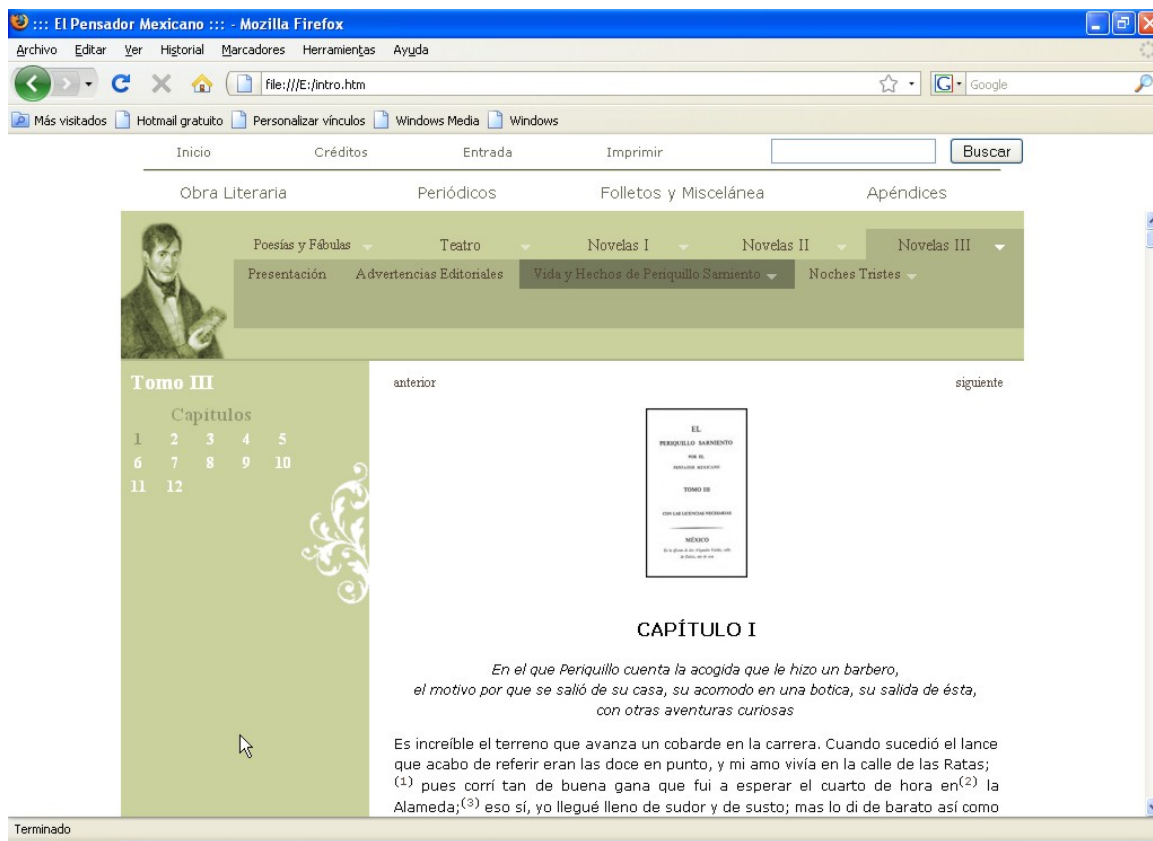 ::: El Pensador Mexicano ::: - Mozilla Firefox
Archivo Editar Ver Historial Marcadores Herramientas Ayuda
file:///E:/intro.htm
G Google
Más visitados Hotmail gratuito Personalizar vínculos Windows Media Windows
Inicio Créditos Entrada Imprimir Buscar
Obra Literaria Periódicos Folletos y Miscelánea Apéndices
Poesías y Fábulas Teatro Novelas I Novelas II Novelas III
Presentación Advertencias Editoriales Vida y Hechos de Periquillo Sarniento Noches Tristes
Tomo III
Capítulos
1 2 3 4 5
6 7 8 9 10
11 12
anterior siguiente
EL
PERIQUILLO SARNIENTO
POR EL
PENSADOR MEXICANO
TOMO III
CON LAS LICENCIAS NECESARIAS
MÉXICO
CAPÍTULO I
En el que Periquillo cuenta la acogida que le hizo un barbero,
el motivo por que se salió de su casa, su acomodo en una botica, su salida de ésta,
con otras aventuras curiosas
Es increíble el terreno que avanza un cobarde en la carrera. Cuando sucedió el lance
que acabo de referir eran las doce en punto, y mi amo vivía en la calle de las Ratas;
(1) pues corrí tan de buena gana que fui a esperar el cuarto de hora en(2) la
Alameda;(3) eso sí, yo llegué lleno de sudor y de susto; mas lo di de barato así como
Terminado